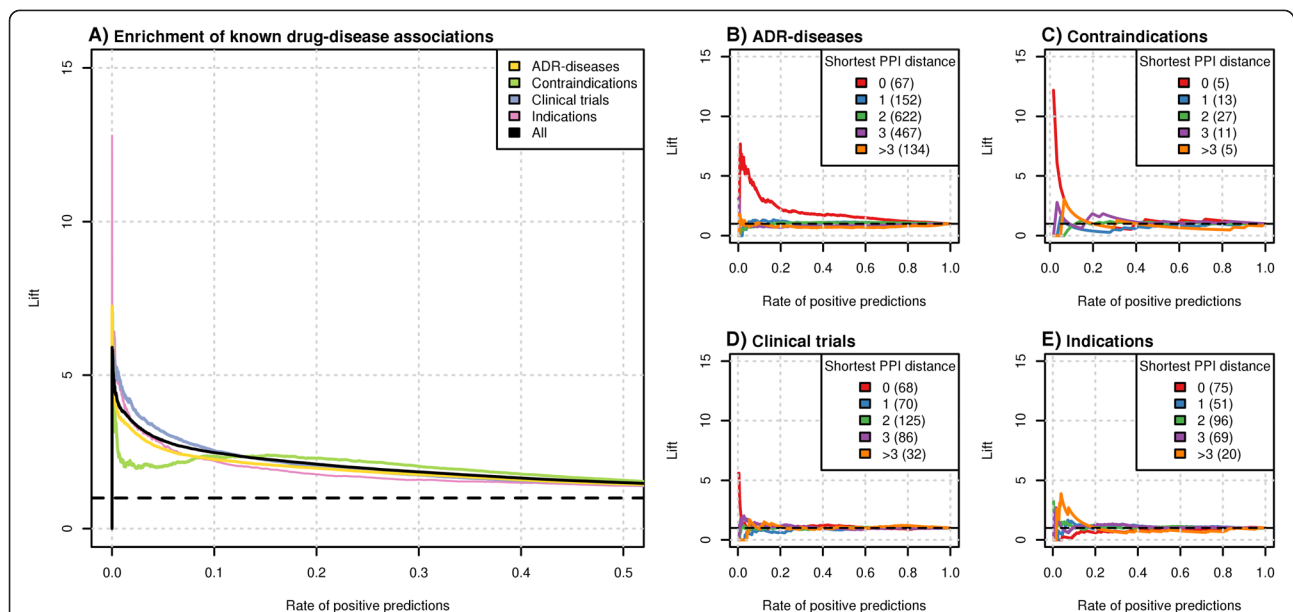 A) Enrichment of known drug-disease associations
ADR-diseases
Contraindications
Clinical trials
Indications
All
15
10
5
0
Lift
0.0 0.1 0.2 0.3 0.4 0.5
Rate of positive predictions
B) ADR-diseases
Shortest PPI distance
0 (67)
1 (152)
2 (622)
3 (467)
>3 (134)
15
10
5
0
Lift
0.0 0.2 0.4 0.6 0.8 1.0
Rate of positive predictions
C) Contraindications
Shortest PPI distance
0 (5)
1 (13)
2 (27)
3 (11)
>3 (5)
15
10
5
0
Lift
0.0 0.2 0.4 0.6 0.8 1.0
Rate of positive predictions
D) Clinical trials
Shortest PPI distance
0 (68)
1 (70)
2 (125)
3 (86)
>3 (32)
15
10
5
0
Lift
0.0 0.2 0.4 0.6 0.8 1.0
Rate of positive predictions
E) Indications
Shortest PPI distance
0 (75)
1 (51)
2 (96)
3 (69)
>3 (20)
15
10
5
0
Lift
0.0 0.2 0.4 0.6 0.8 1.0
Rate of positive predictions